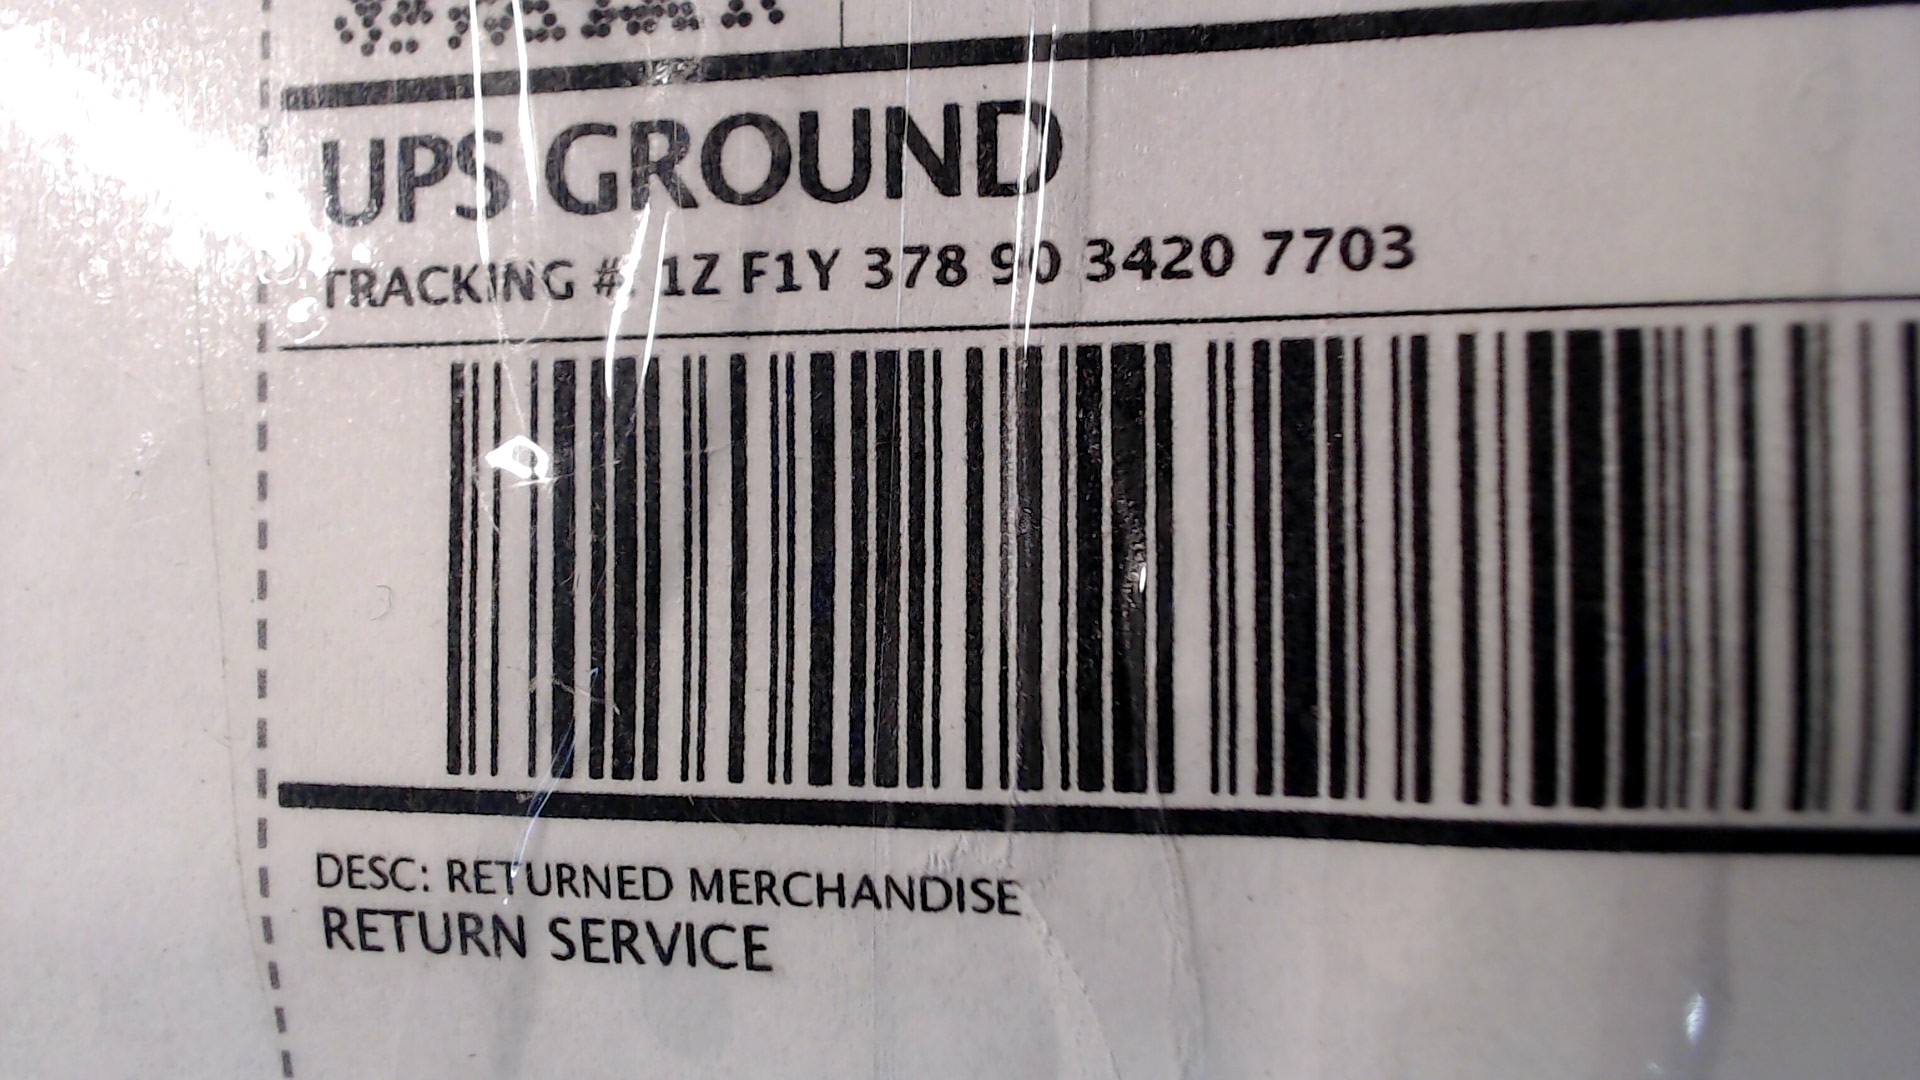 UPS GROUND
TRACKING #: 1Z F1Y 378 90 3420 7703
DESC: RETURNED MERCHANDISE
RETURN SERVICE